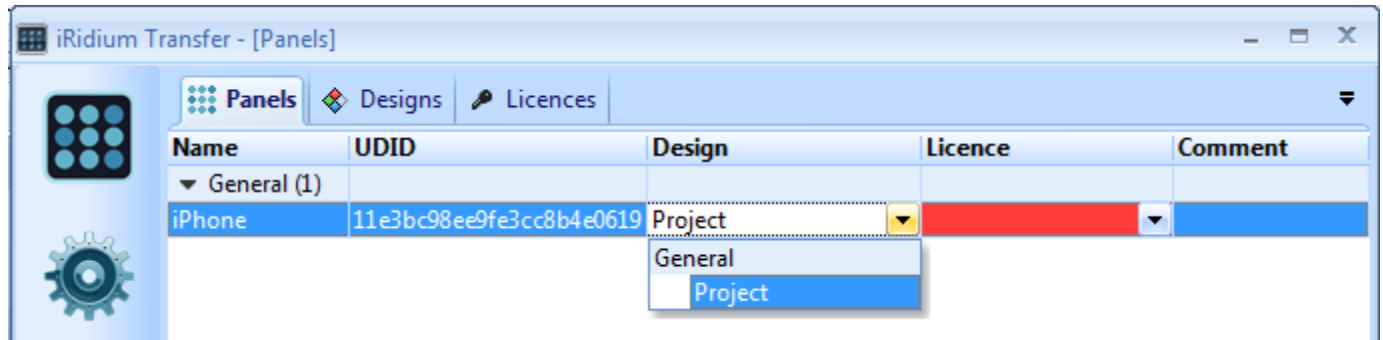 iRidium Transfer - [Panels]
Panels Designs Licences
Name UDID Design Licence Comment
General (1)
iPhone 11e3bc98ee9fe3cc8b4e0619 Project
General
Project